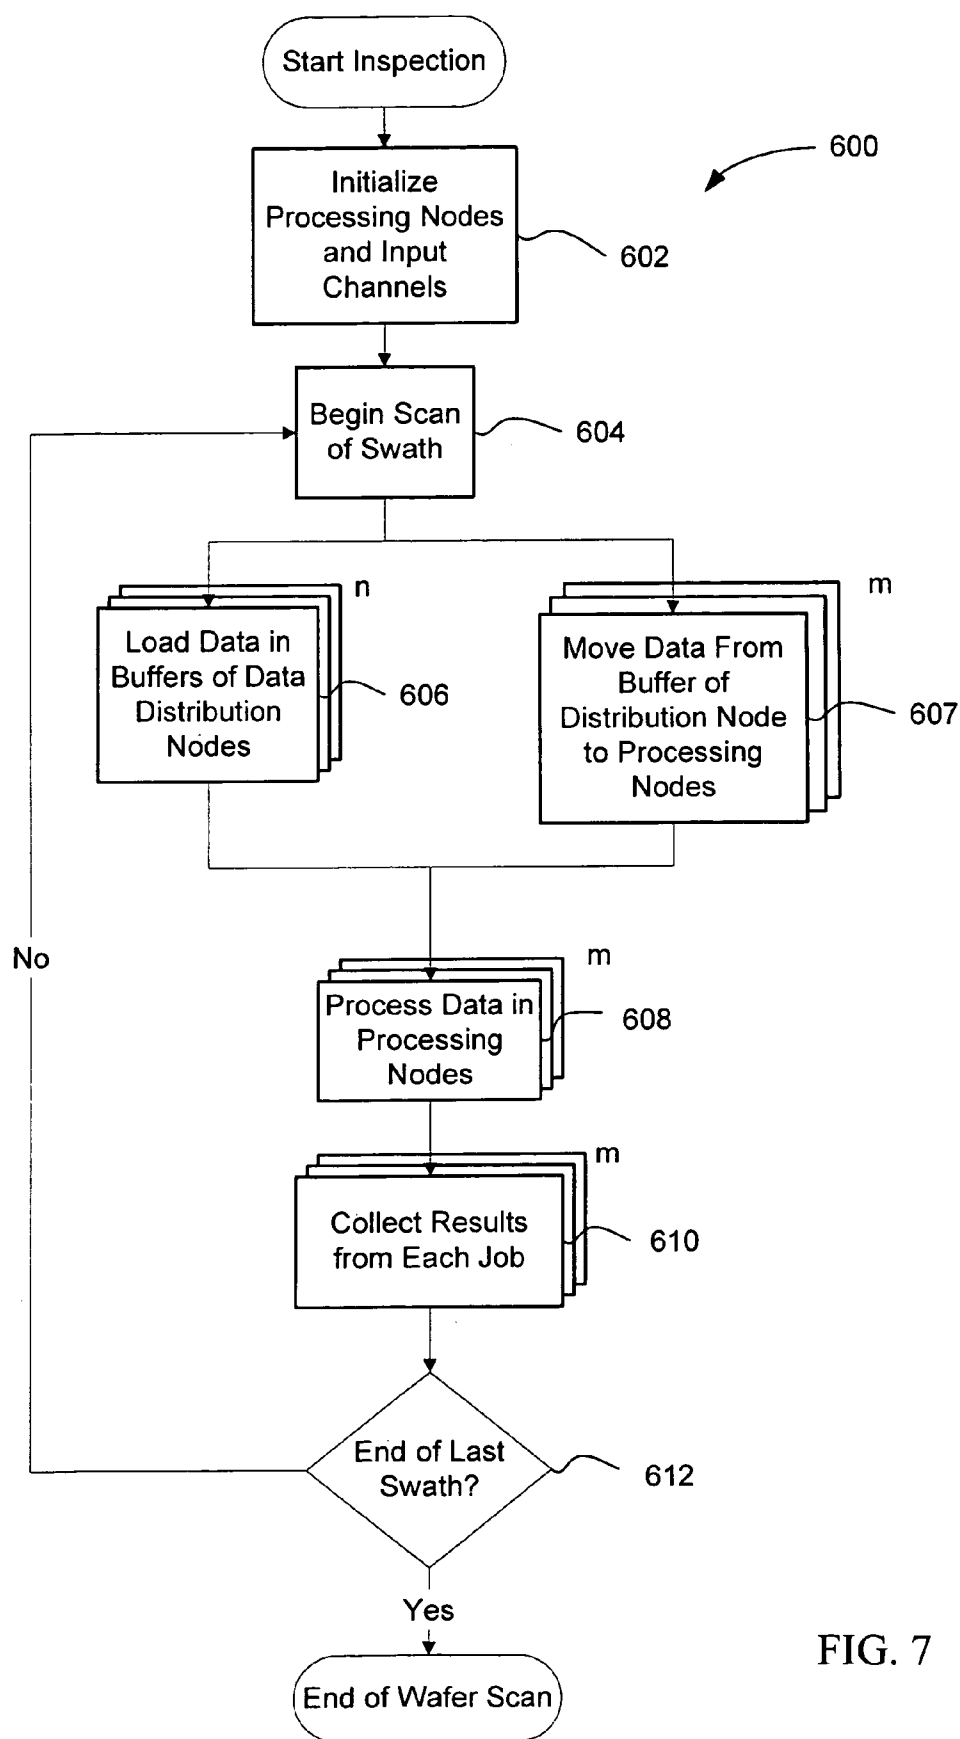 Start Inspection
600
Initialize
Processing Nodes
and Input
Channels
602
Begin Scan
of Swath
604
n
Load Data in
Buffers of Data
Distribution
Nodes
606
m
Move Data From
Buffer of
Distribution Node
to Processing
Nodes
607
No
m
Process Data in
Processing
Nodes
608
m
Collect Results
from Each Job
610
End of Last
Swath?
612
Yes
End of Wafer Scan
FIG. 7